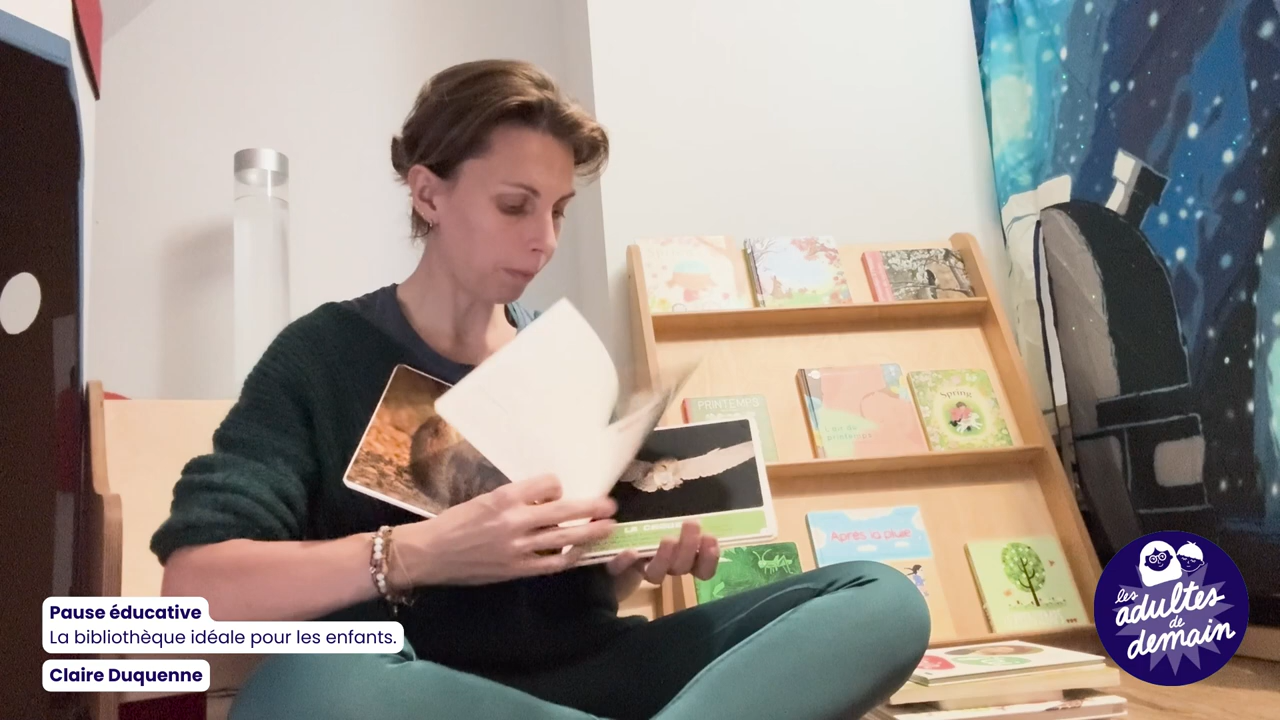 PRINTEMPS
Spring
Après la pluie
Pause éducative
La bibliothèque idéale pour les enfants.
Claire Duquenne
les
adultes
de
demain